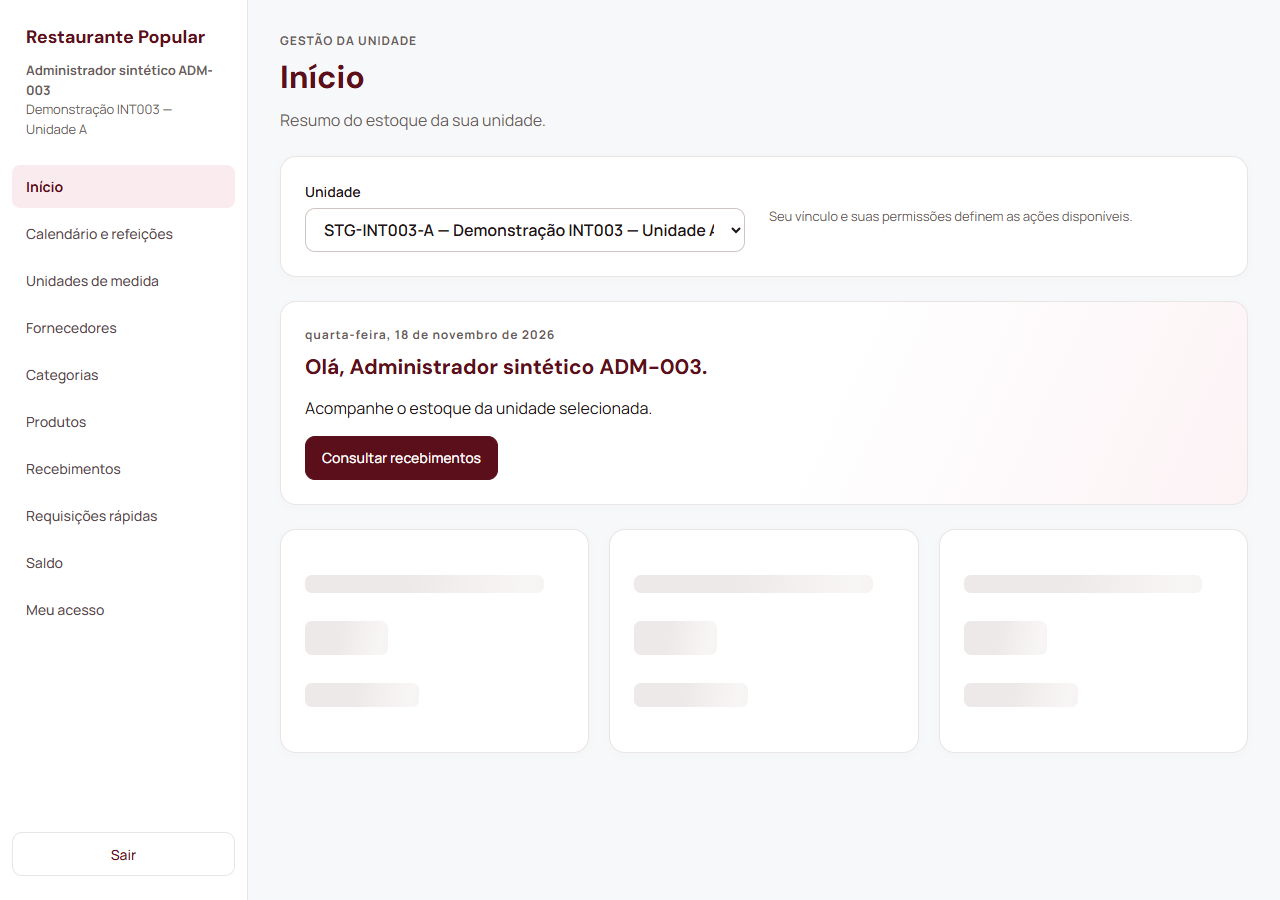 Restaurante Popular
Administrador sintético ADM-
003
Demonstração INT003 —
Unidade A
Início
Calendário e refeições
Unidades de medida
Fornecedores
Categorias
Produtos
Recebimentos
Requisições rápidas
Saldo
Meu acesso
Sair
GESTÃO DA UNIDADE
Início
Resumo do estoque da sua unidade.
Unidade
STG-INT003-A — Demonstração INT003 — Unidade A
Seu vínculo e suas permissões definem as ações disponíveis.
quarta-feira, 18 de novembro de 2026
Olá, Administrador sintético ADM-003.
Acompanhe o estoque da unidade selecionada.
Consultar recebimentos